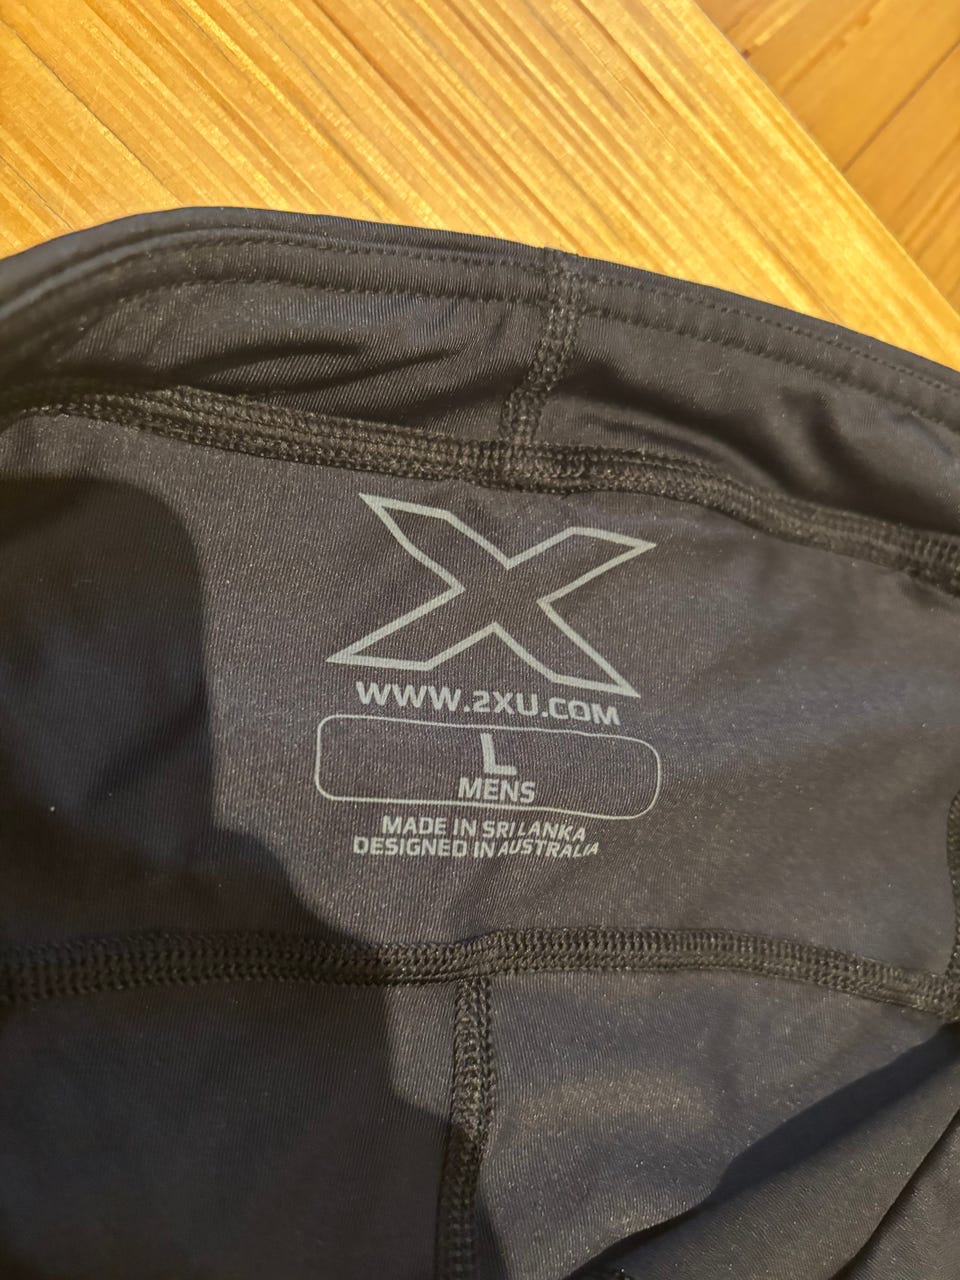 X
WWW.2XU.COM
L
MENS
MADE IN SRI LANKA
DESIGNED IN AUSTRALIA